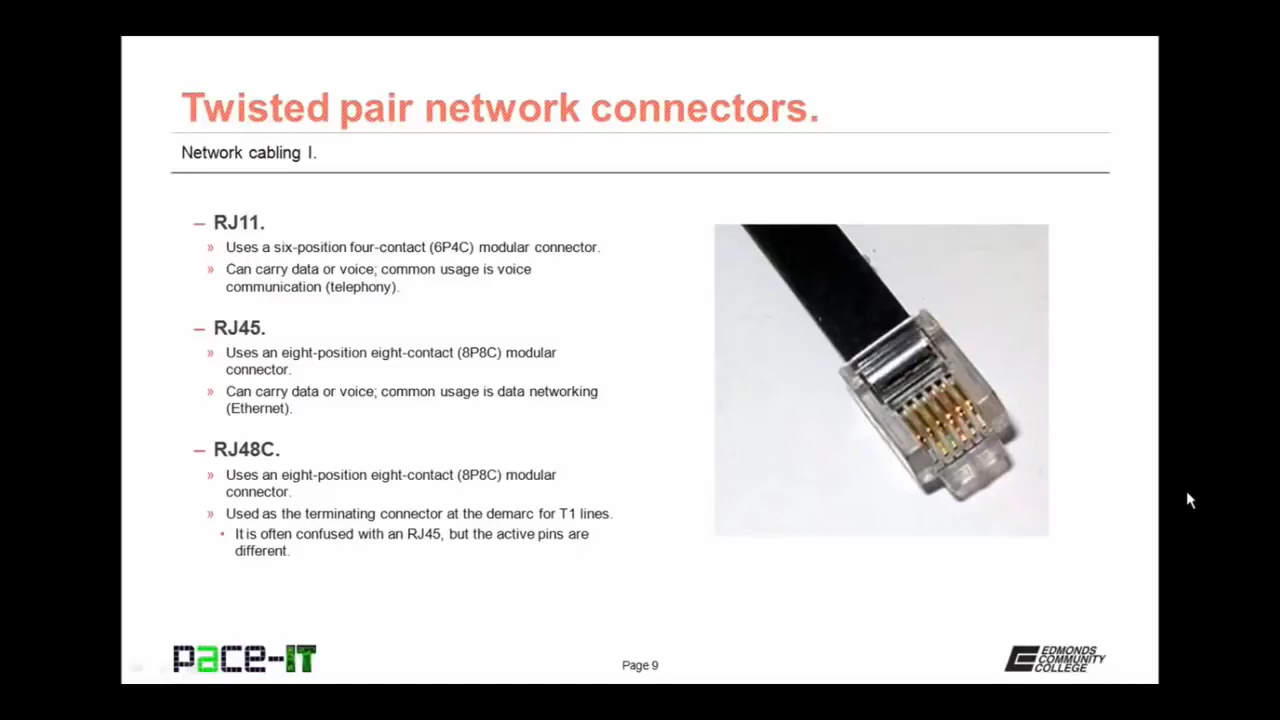 Twisted pair network connectors.
Network cabling I.
– RJ11.
» Uses a six-position four-contact (6P4C) modular connector.
» Can carry data or voice; common usage is voice
communication (telephony).
– RJ45.
» Uses an eight-position eight-contact (8P8C) modular
connector.
» Can carry data or voice; common usage is data networking
(Ethernet).
– RJ48C.
» Uses an eight-position eight-contact (8P8C) modular
connector.
» Used as the terminating connector at the demarc for T1 lines.
• It is often confused with an RJ45, but the active pins are
different.
pace-IT
Page 9
EDMONDS
COMMUNITY
COLLEGE